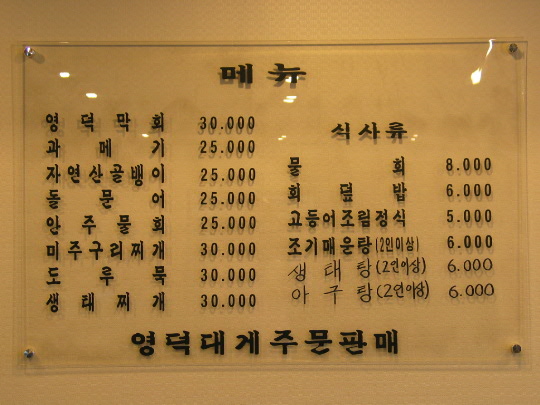 메뉴
영덕막회 30.000
과메기 25.000
자연산골뱅이 25.000
돌문어 25.000
안주물회 25.000
미주구리찌개 30.000
도루묵 30.000
생태찌개 30.000
식사류
물회 8.000
회덮밥 6.000
고등어조림정식 5.000
조기매운탕(2인이상) 6.000
생태탕(2인이상) 6.000
아구탕(2인이상) 6.000
영덕대게주문판매